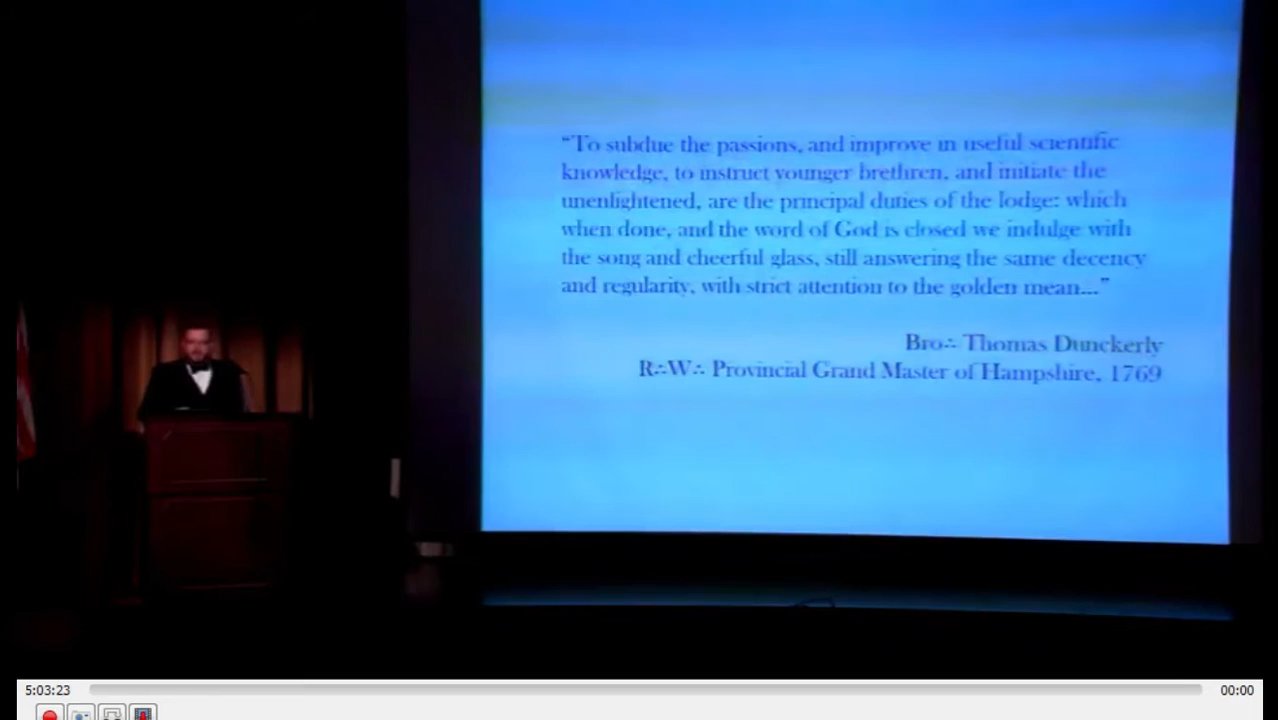 “To subdue the passions, and improve in useful scientific
knowledge, to instruct younger brethren, and initiate the
unenlightened, are the principal duties of the lodge: which
when done, and the word of God is closed we indulge with
the song and cheerful glass, still answering the same decency
and regularity, with strict attention to the golden mean...”
Bro∴ Thomas Dunckerly
R∴W∴ Provincial Grand Master of Hampshire, 1769
5:03:23
00:00